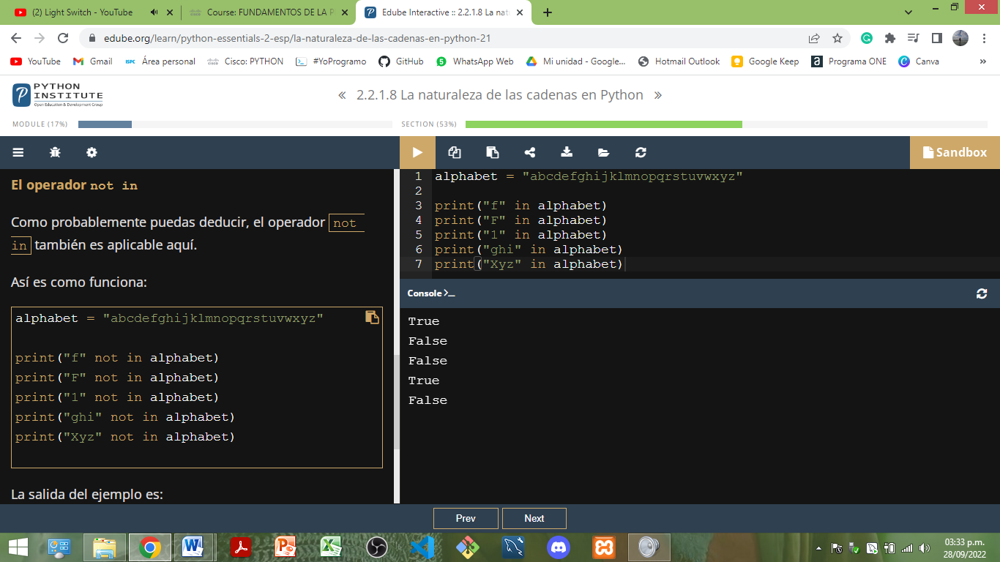 (2) Light Switch - YouTube
Course: FUNDAMENTOS DE LA P
Edube Interactive :: 2.2.1.8 La natu
edube.org/learn/python-essentials-2-esp/la-naturaleza-de-las-cadenas-en-python-21
YouTube Gmail Área personal Cisco: PYTHON #YoProgramo GitHub WhatsApp Web Mi unidad - Google... Hotmail Outlook Google Keep Programa ONE Canva »
PYTHON
INSTITUTE
Open Education & Development Group
« 2.2.1.8 La naturaleza de las cadenas en Python »
MODULE (17%)
SECTION (53%)
Sandbox
El operador not in
Como probablemente puedas deducir, el operador not
in también es aplicable aquí.
Así es como funciona:
alphabet = "abcdefghijklmnopqrstuvwxyz"
print("f" not in alphabet)
print("F" not in alphabet)
print("1" not in alphabet)
print("ghi" not in alphabet)
print("Xyz" not in alphabet)
La salida del ejemplo es:
1 alphabet = "abcdefghijklmnopqrstuvwxyz"
2
3 print("f" in alphabet)
4 print("F" in alphabet)
5 print("1" in alphabet)
6 print("ghi" in alphabet)
7 print("Xyz" in alphabet)
Console >_
True
False
False
True
False
Prev Next
03:33 p.m.
28/09/2022